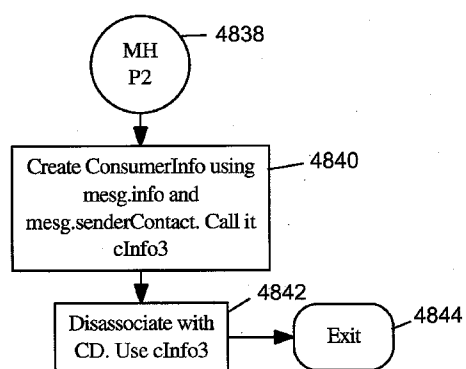 MH
P2
4838
Create ConsumerInfo using
mesg.info and
mesg.senderContact. Call it
cInfo3
4840
Disassociate with
CD. Use cInfo3
4842
Exit
4844